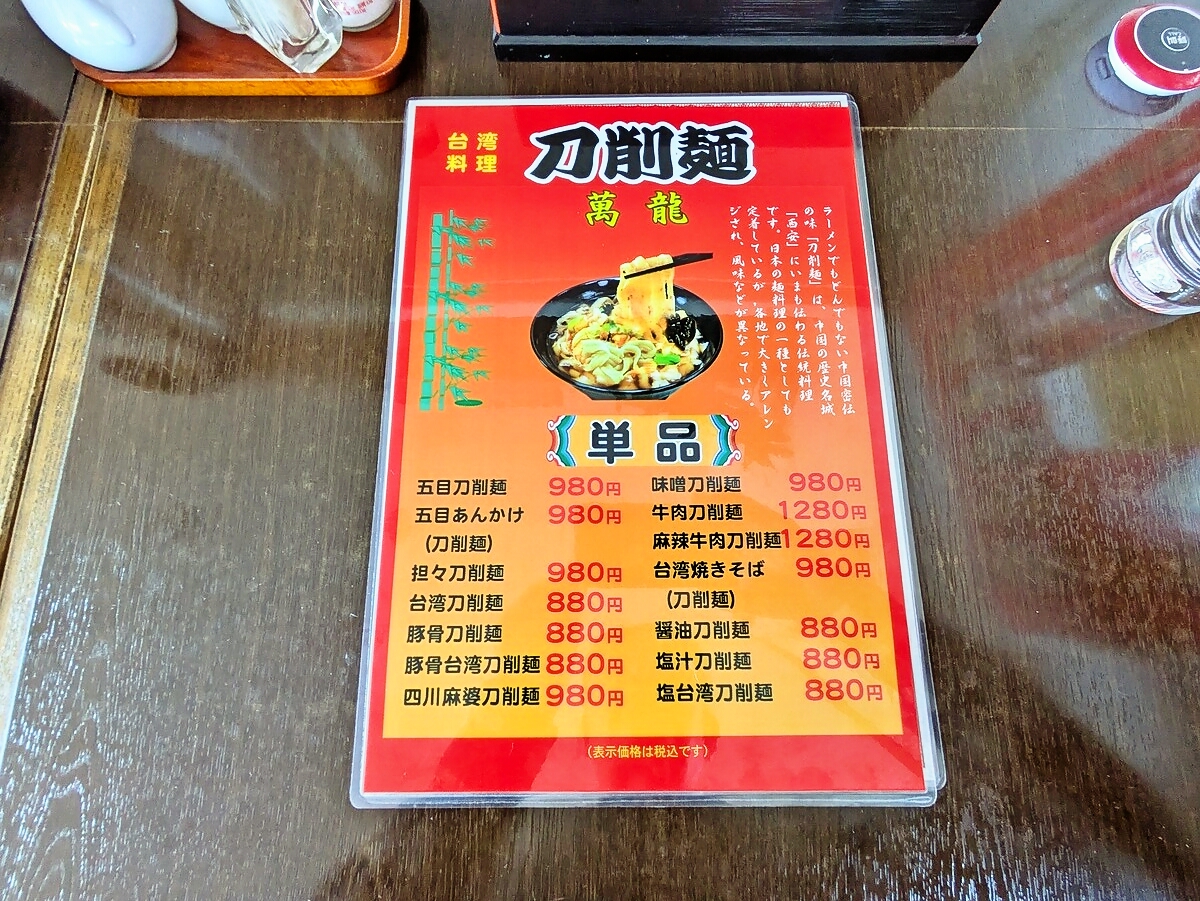 台湾
料理
刀削麺
萬龍
ラーメンでもどんでもない中国密伝
の味「刀削麺」は、中国の歴史名城
「西安」にいまも伝わる伝統料理
です。日本の麺料理の一種としても
定着しているが、各地で大きくアレン
ジされ、風味などが異なっている。
単品
五目刀削麺 980円
五目あんかけ 980円
(刀削麺)
担々刀削麺 980円
台湾刀削麺 880円
豚骨刀削麺 880円
豚骨台湾刀削麺 880円
四川麻婆刀削麺 980円
味噌刀削麺 980円
牛肉刀削麺 1280円
麻辣牛肉刀削麺 1280円
台湾焼きそば 980円
(刀削麺)
醤油刀削麺 880円
塩汁刀削麺 880円
塩台湾刀削麺 880円
(表示価格は税込です)